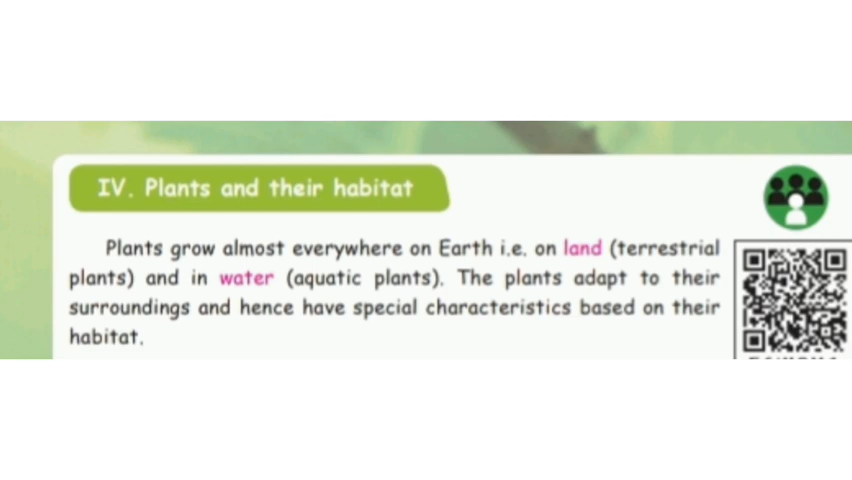 IV. Plants and their habitat
Plants grow almost everywhere on Earth i.e. on land (terrestrial
plants) and in water (aquatic plants). The plants adapt to their
surroundings and hence have special characteristics based on their
habitat.